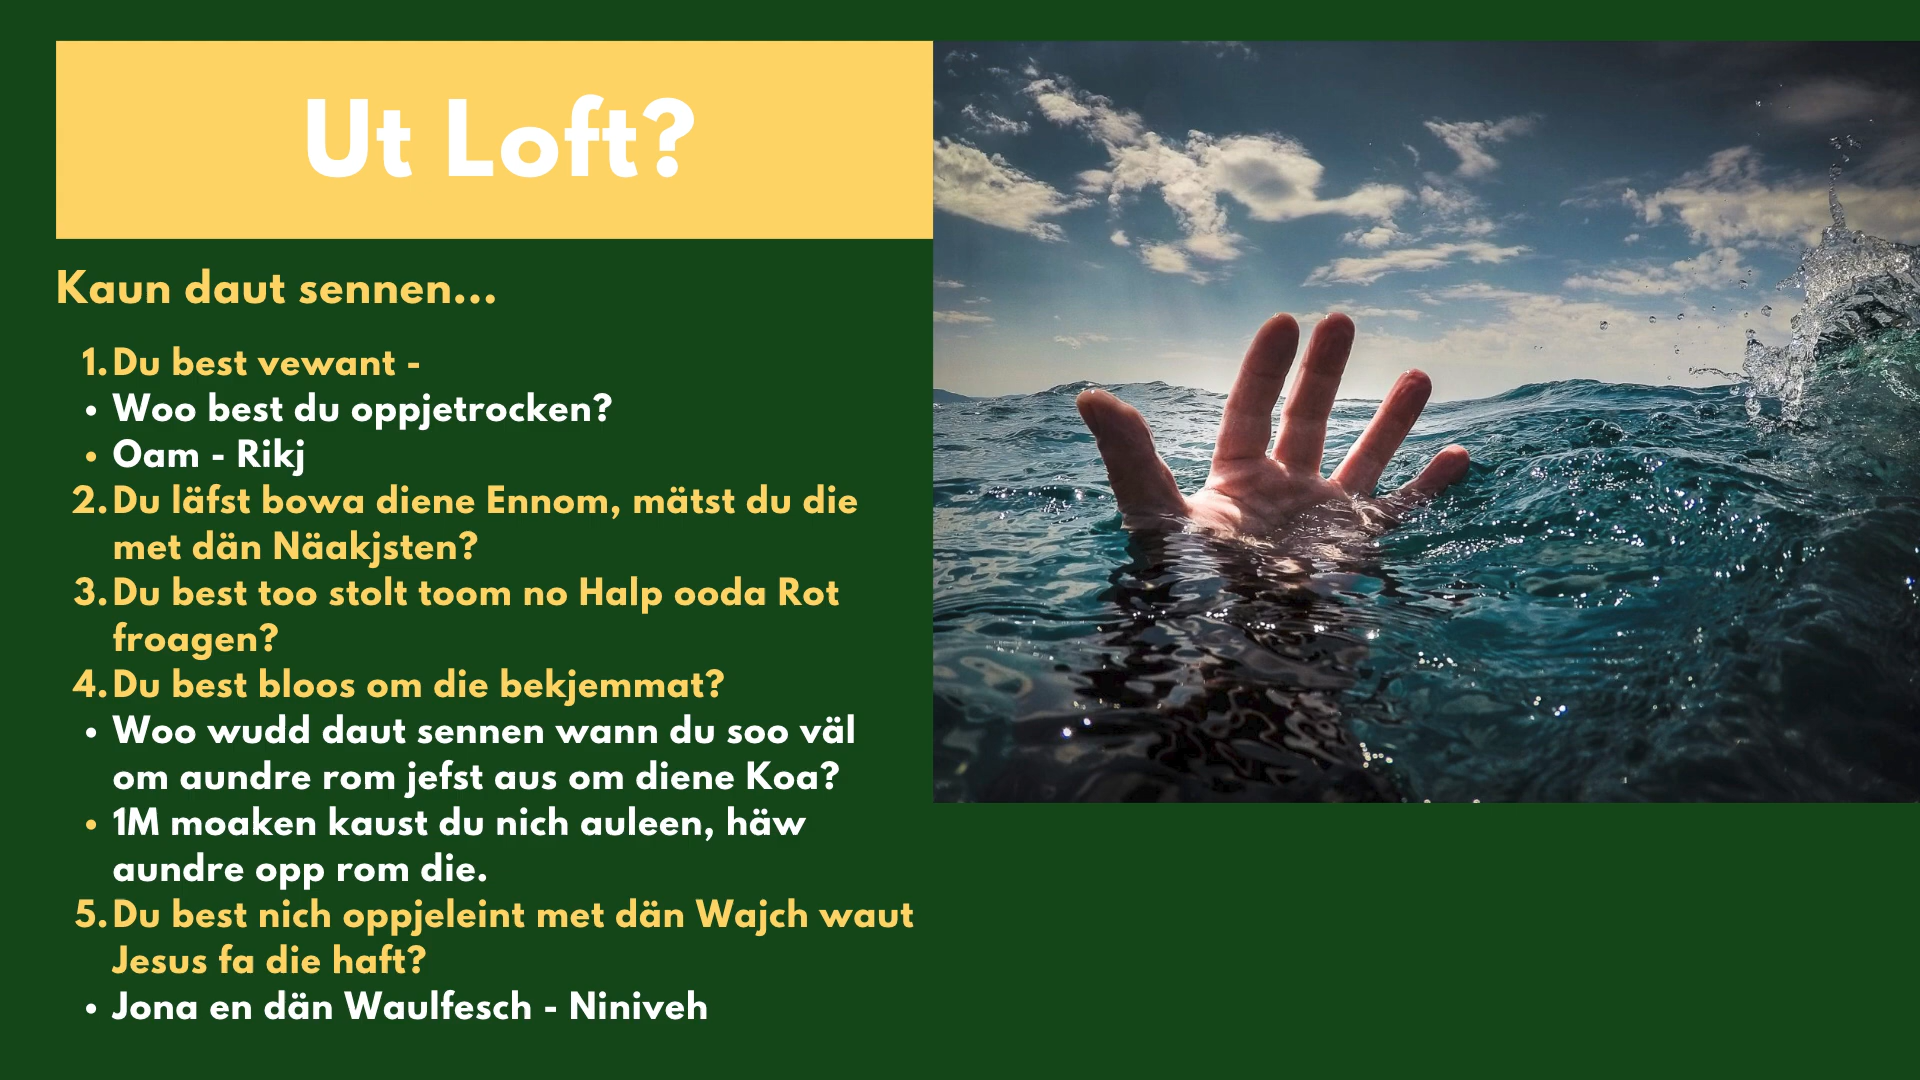 Ut Loft?
Kaun daut sennen...
1. Du best vewant -
• Woo best du oppjetrocken?
• Oam - Rikj
2. Du läfst bowa diene Ennom, mätst du die
met dän Näakjsten?
3. Du best too stolt toom no Halp ooda Rot
froagen?
4. Du best bloos om die bekjemmat?
• Woo wudd daut sennen wann du soo väl
om aundre rom jefst aus om diene Koa?
• 1M moaken kaust du nich auleen, häw
aundre opp rom die.
5. Du best nich oppjeleint met dän Wajch waut
Jesus fa die haft?
• Jona en dän Waulfesch - Niniveh